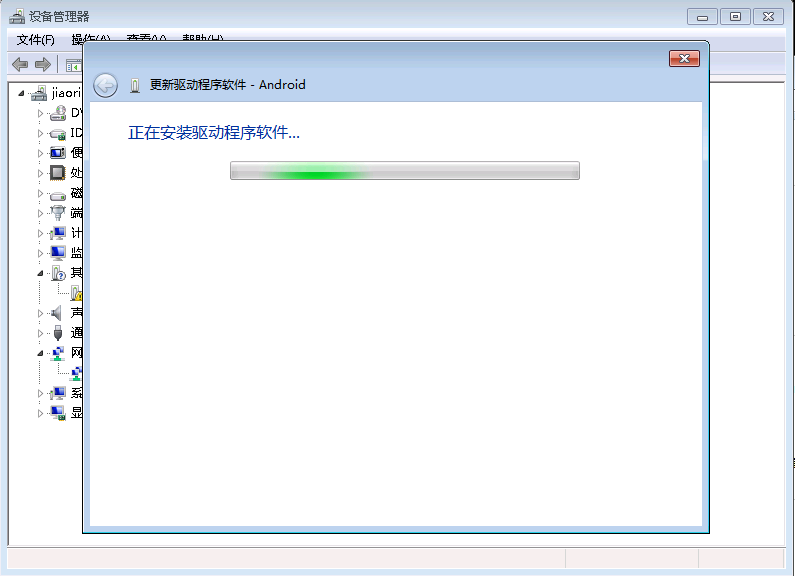 设备管理器
文件(F) 操作(A) 查看(V) 帮助(H)
更新驱动程序软件 - Android
正在安装驱动程序软件...
jiaori
DV
ID
便
处
磁
端
计
监
其
声
通
网
系
显